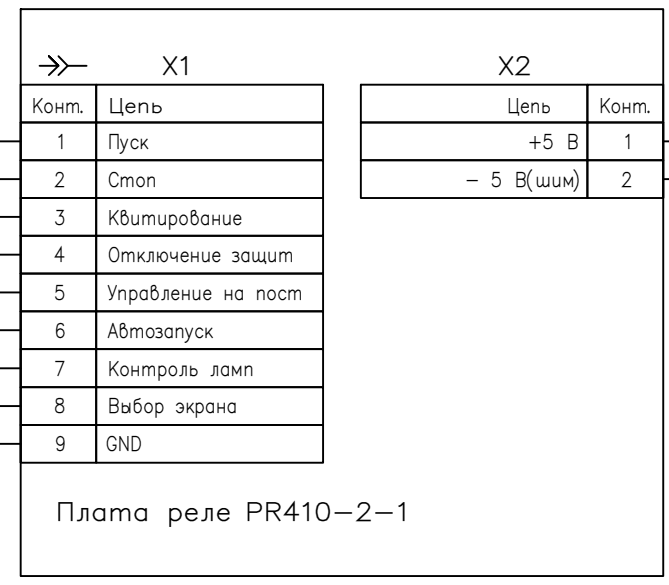 X1
Конт. Цепь
1 Пуск
2 Стоп
3 Квитирование
4 Отключение защит
5 Управление на пост
6 Автозапуск
7 Контроль ламп
8 Выбор экрана
9 GND
X2
Цепь Конт.
+5 В 1
– 5 В(шим) 2
Плата реле PR410–2–1